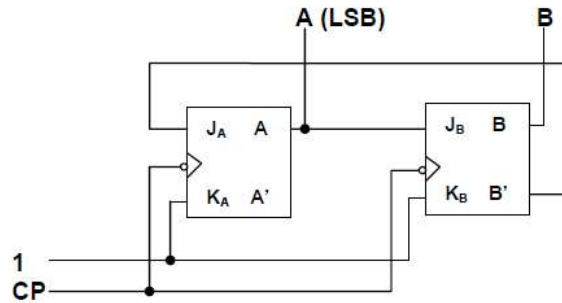 A (LSB) B
J_A A J_B B
K_A A' K_B B'
1
CP